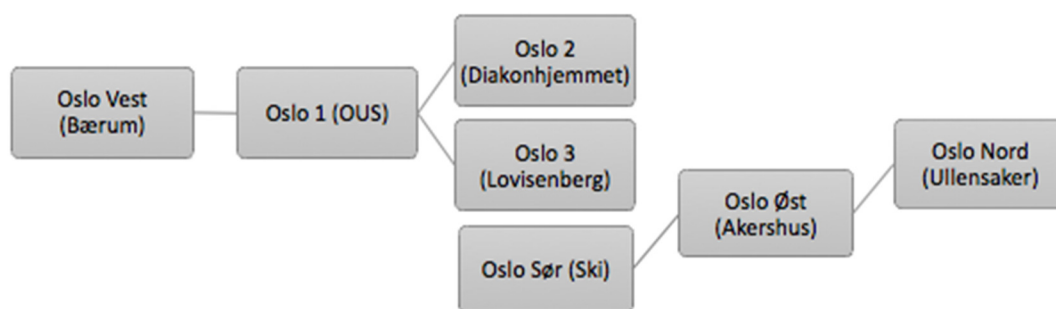 Oslo Vest
(Bærum)
Oslo 1 (OUS)
Oslo 2
(Diakonhjemmet)
Oslo 3
(Lovisenberg)
Oslo Sør (Ski)
Oslo Øst
(Akershus)
Oslo Nord
(Ullensaker)